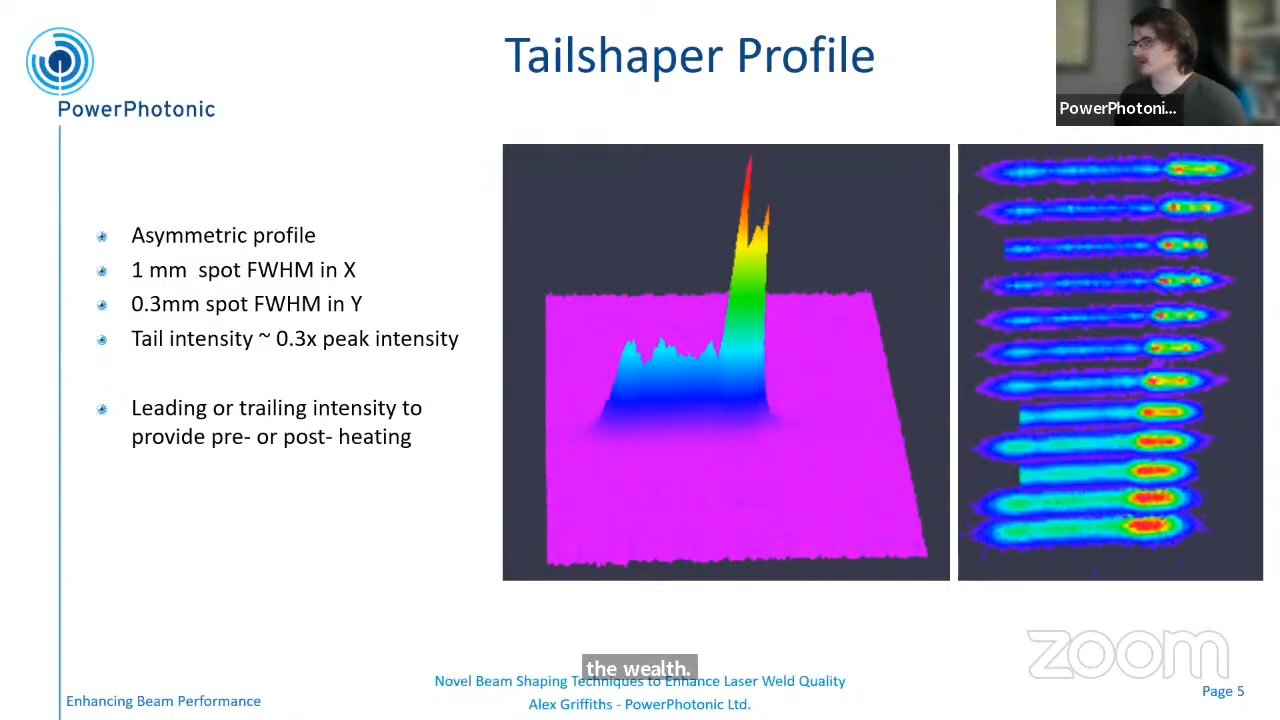 Tailshaper Profile
PowerPhotonic
PowerPhotoni...
Asymmetric profile
1 mm spot FWHM in X
0.3mm spot FWHM in Y
Tail intensity ~ 0.3x peak intensity
Leading or trailing intensity to
provide pre- or post- heating
zoom
the wealth.
Novel Beam Shaping Techniques to Enhance Laser Weld Quality
Enhancing Beam Performance
Alex Griffiths - PowerPhotonic Ltd.
Page 5